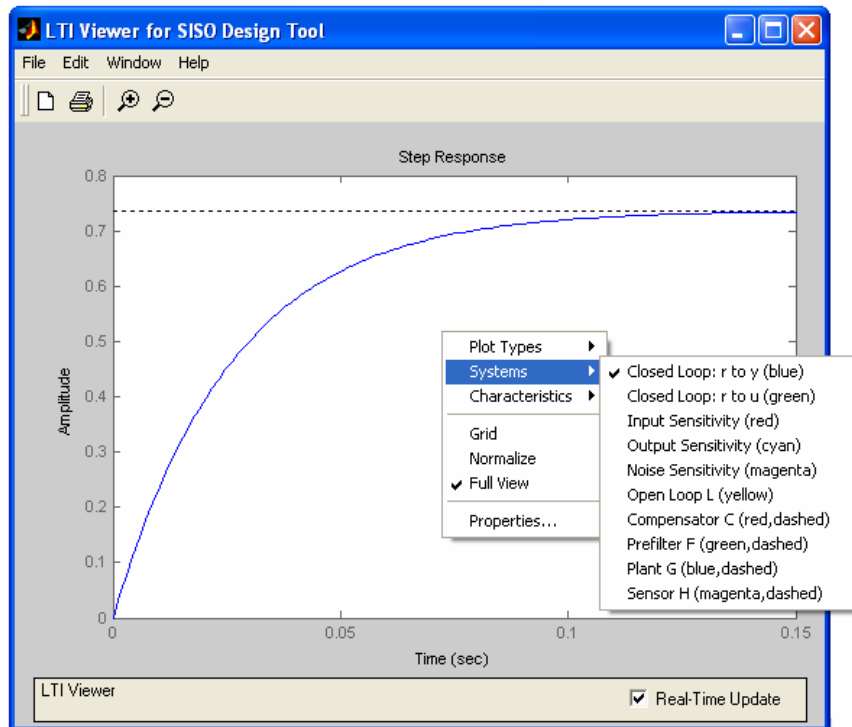 LTI Viewer for SISO Design Tool
File Edit Window Help
Step Response
0.8
0.7
0.6
0.5
0.4
0.3
0.2
0.1
0
Amplitude
0 0.05 0.1 0.15
Time (sec)
Plot Types
Systems
Characteristics
Grid
Normalize
Full View
Properties...
Closed Loop: r to y (blue)
Closed Loop: r to u (green)
Input Sensitivity (red)
Output Sensitivity (cyan)
Noise Sensitivity (magenta)
Open Loop L (yellow)
Compensator C (red,dashed)
Prefilter F (green,dashed)
Plant G (blue,dashed)
Sensor H (magenta,dashed)
LTI Viewer
Real-Time Update